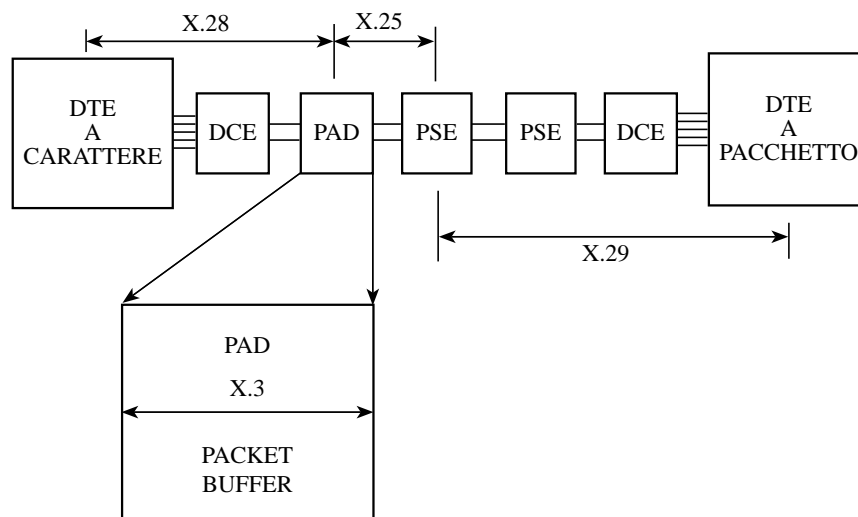 X.28
X.25
DTE
A
CARATTERE
DCE
PAD
PSE
PSE
DCE
DTE
A
PACCHETTO
X.29
PAD
X.3
PACKET
BUFFER